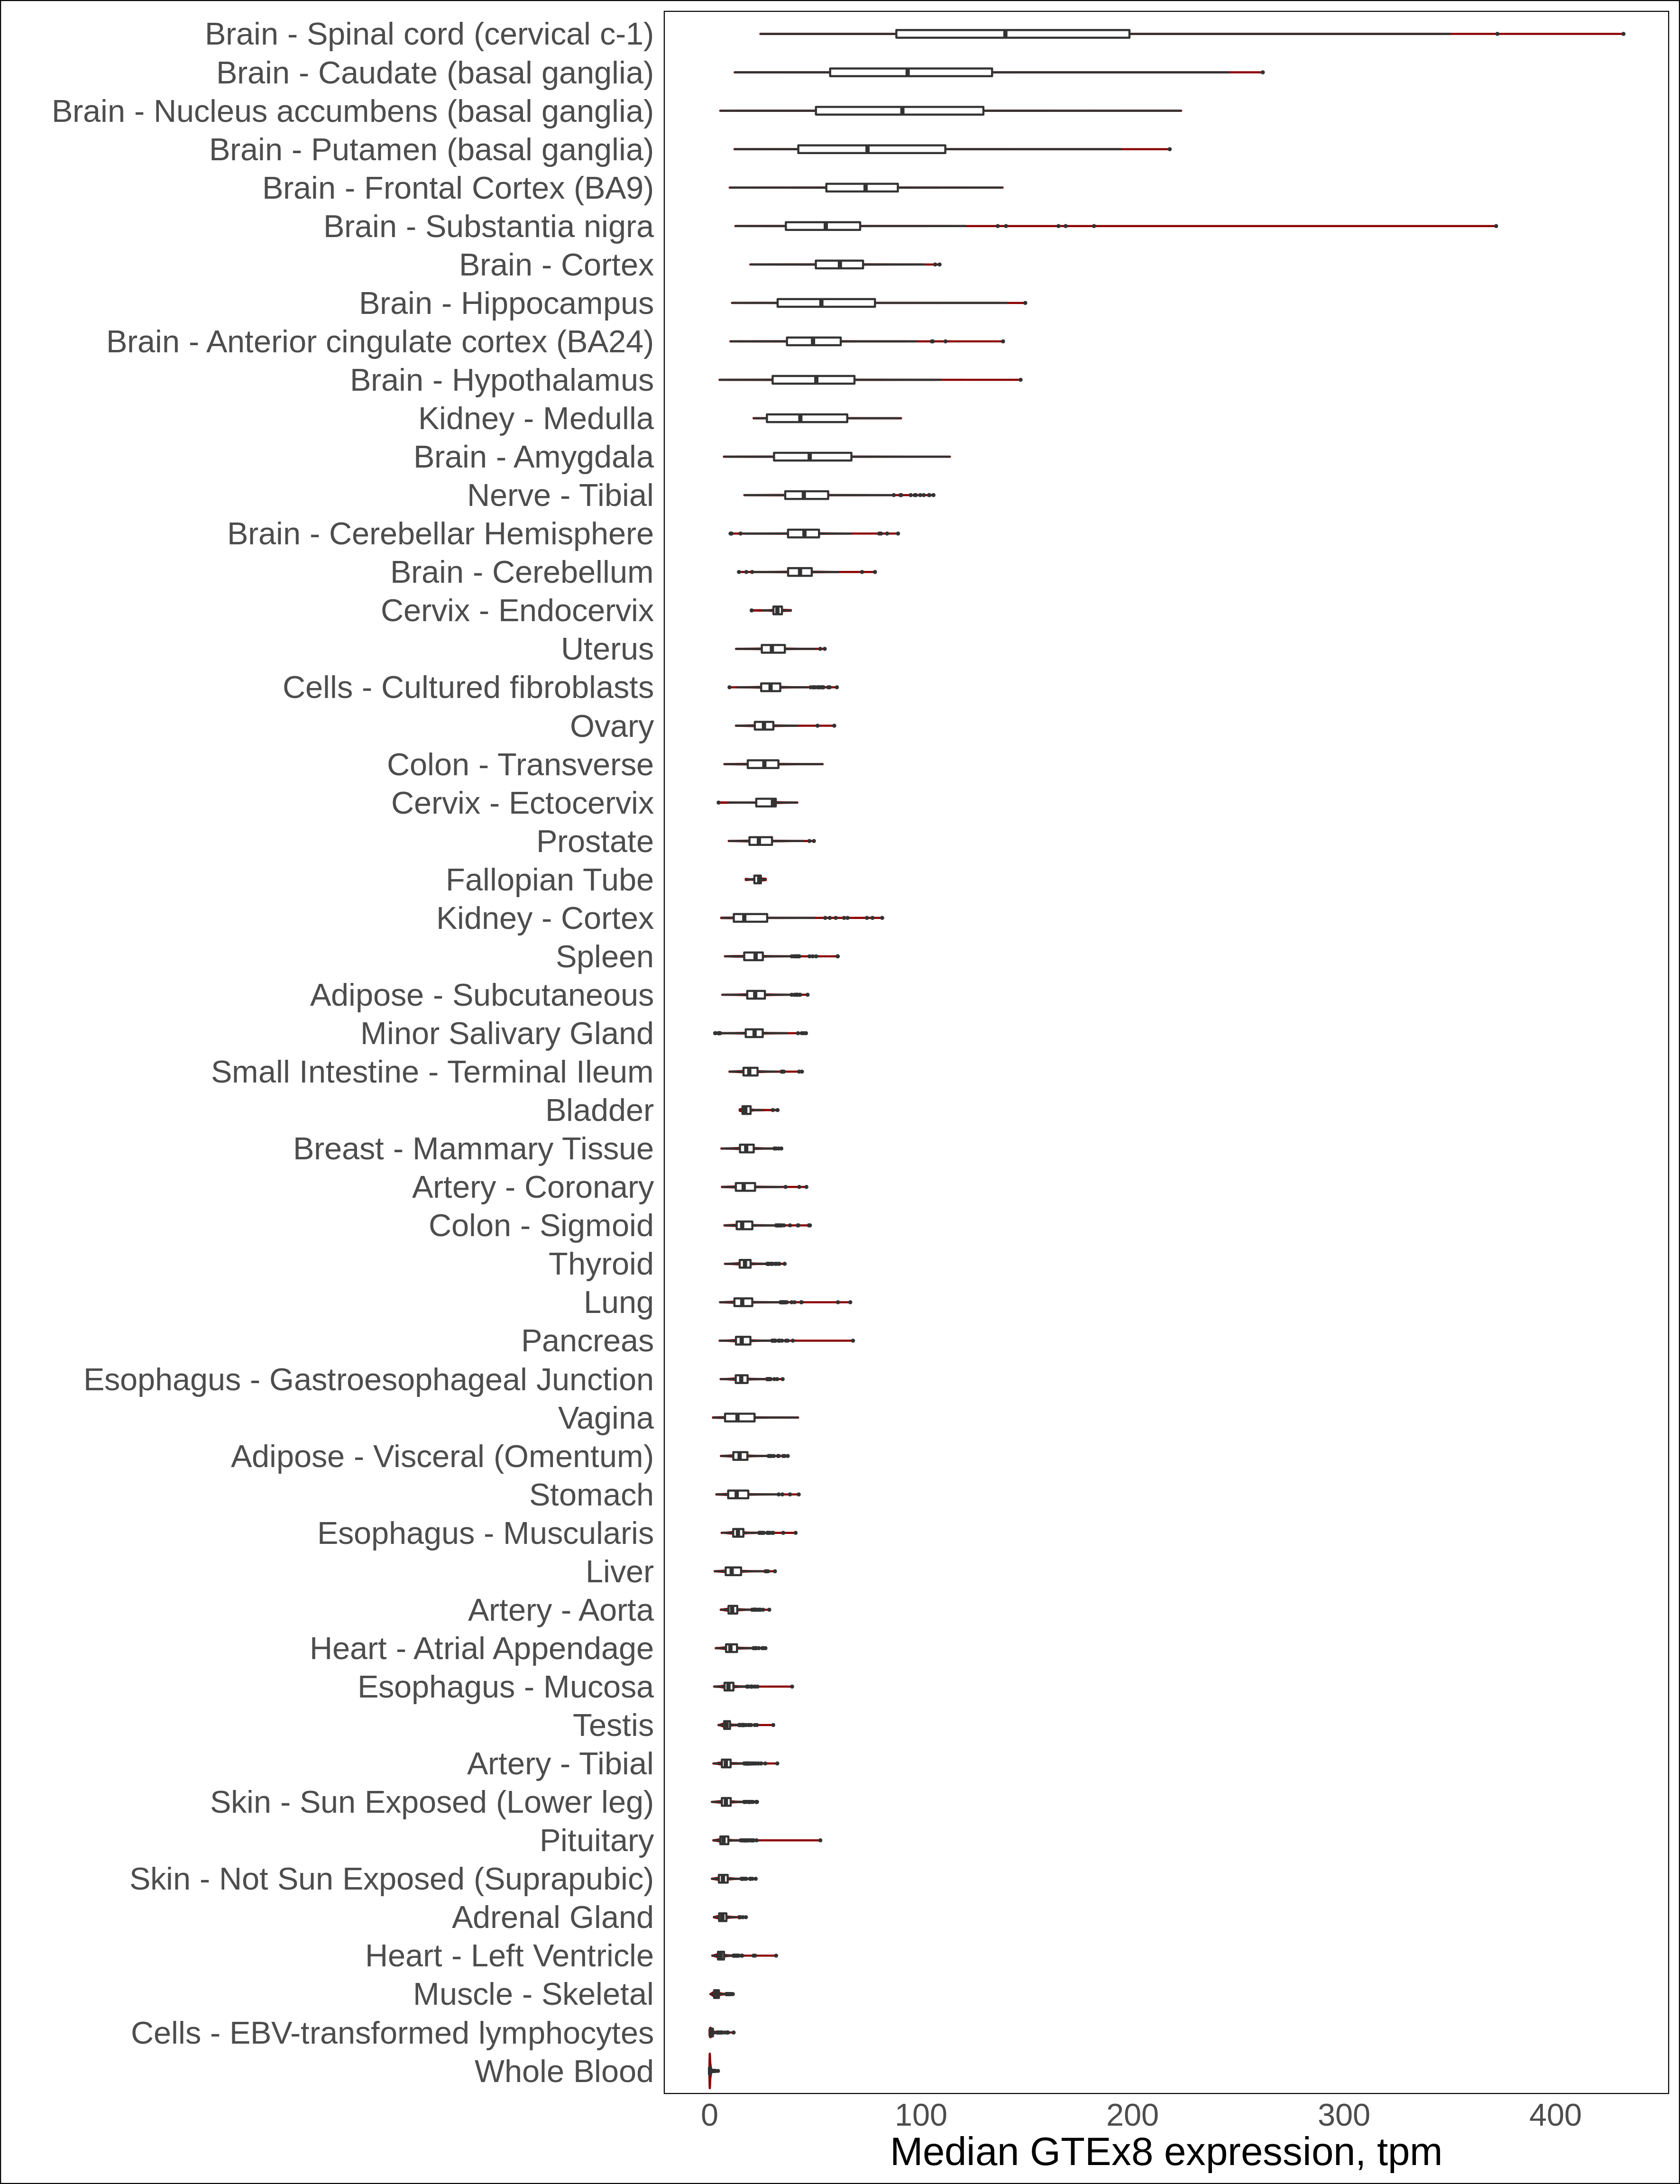 Brain - Spinal cord (cervical c-1)
Brain - Caudate (basal ganglia)
Brain - Nucleus accumbens (basal ganglia)
Brain - Putamen (basal ganglia)
Brain - Frontal Cortex (BA9)
Brain - Substantia nigra
Brain - Cortex
Brain - Hippocampus
Brain - Anterior cingulate cortex (BA24)
Brain - Hypothalamus
Kidney - Medulla
Brain - Amygdala
Nerve - Tibial
Brain - Cerebellar Hemisphere
Brain - Cerebellum
Cervix - Endocervix
Uterus
Cells - Cultured fibroblasts
Ovary
Colon - Transverse
Cervix - Ectocervix
Prostate
Fallopian Tube
Kidney - Cortex
Spleen
Adipose - Subcutaneous
Minor Salivary Gland
Small Intestine - Terminal Ileum
Bladder
Breast - Mammary Tissue
Artery - Coronary
Colon - Sigmoid
Thyroid
Lung
Pancreas
Esophagus - Gastroesophageal Junction
Vagina
Adipose - Visceral (Omentum)
Stomach
Esophagus - Muscularis
Liver
Artery - Aorta
Heart - Atrial Appendage
Esophagus - Mucosa
Testis
Artery - Tibial
Skin - Sun Exposed (Lower leg)
Pituitary
Skin - Not Sun Exposed (Suprapubic)
Adrenal Gland
Heart - Left Ventricle
Muscle - Skeletal
Cells - EBV-transformed lymphocytes
Whole Blood
0 100 200 300 400
Median GTEx8 expression, tpm